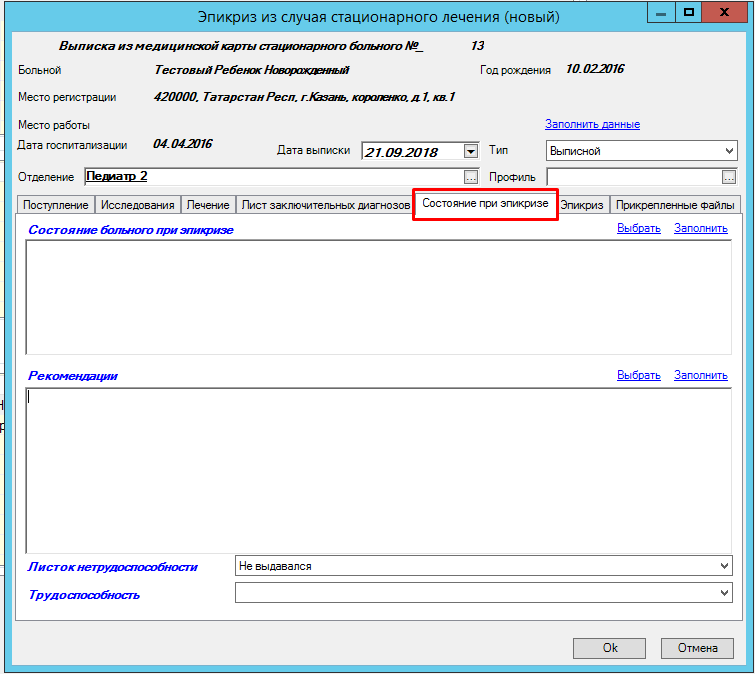 Эпикриз из случая стационарного лечения (новый)
Выписка из медицинской карты стационарного больного №_ 13
Больной Тестовый Ребенок Новорожденный Год рождения 10.02.2016
Место регистрации 420000, Татарстан Респ, г.Казань, короленко, д.1, кв.1
Место работы Заполнить данные
Дата госпитализации 04.04.2016 Дата выписки 21.09.2018 Тип Выписной
Отделение Педиатр 2 ... Профиль ...
Поступление Исследования Лечение Лист заключительных диагнозов Состояние при эпикризе Эпикриз Прикрепленные файлы
Состояние больного при эпикризе Выбрать Заполнить
Рекомендации Выбрать Заполнить
Листок нетрудоспособности Не выдавался
Трудоспособность
Ok Отмена